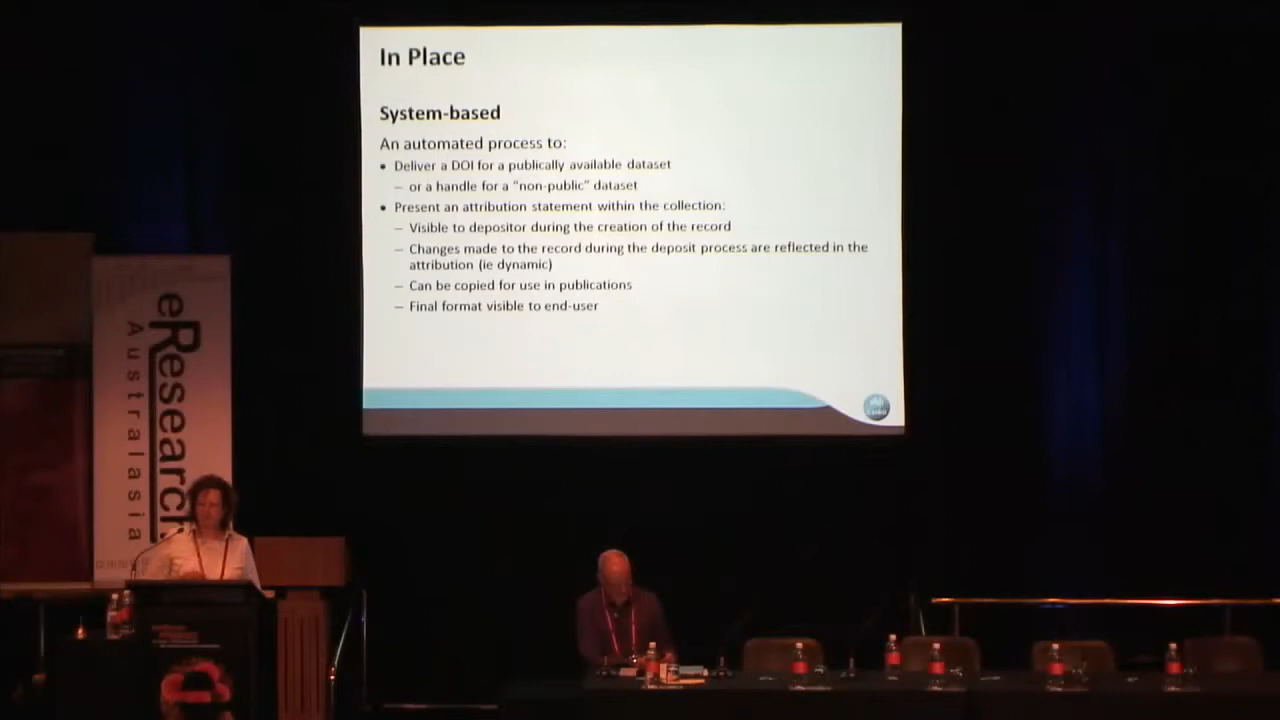 In Place
System-based
An automated process to:
• Deliver a DOI for a publically available dataset
– or a handle for a “non-public” dataset
• Present an attribution statement within the collection:
– Visible to depositor during the creation of the record
– Changes made to the record during the deposit process are reflected in the
attribution (ie dynamic)
– Can be copied for use in publications
– Final format visible to end-user
CSIRO
eResearch
Australasia